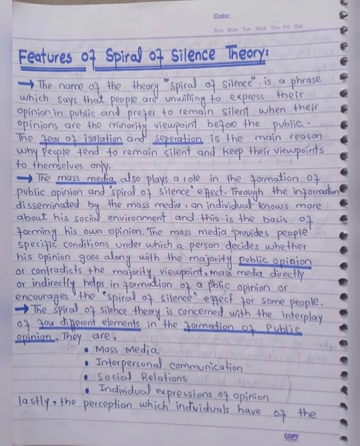 Date:
Sun Mon Tue Wed Thu Fri Sat
Features of Spiral of Silence Theory:
→ The name of the theory "spiral of silence" is a phrase
which says that people are unwilling to express their
opinion in public and prefer to remain silent when their
opinions are the minority viewpoint before the public.
The fear of isolation and seperation is the main reason
why people tend to remain silent and keep their viewpoints
to themselves only.
→ The mass media also plays a role in the formation of
public opinion and 'spiral of silence' effect. Through the information
disseminated by the mass media, an individual knows more
about his social environment and this is the basis of
forming his own opinion. The mass media provides people
specific conditions under which a person decides whether
his opinion goes along with the majority public opinion
or contradicts the majority viewpoint, mass media directly
or indirectly helps in formation of a opinion or
encourages the "spiral of silence" effect for some people.
→ The spiral of silence theory is concerned with the interplay
of four different elements in the formation of public
opinion. They are,
• Mass Media
• Interpersonal communication
• Social Relations
• Individual expressions of opinion
lastly, the perception which individuals have of the
COPY